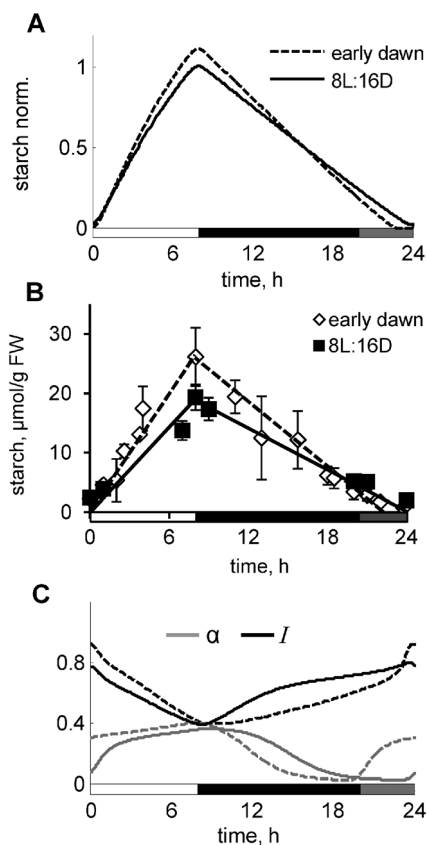 A
early dawn
8L:16D
starch norm.
1
0.5
0
0 6 12 18 24
time, h
B
early dawn
8L:16D
starch, µmol/g FW
30
20
10
0
0 6 12 18 24
time, h
C
α I
0.8
0.4
0
0 6 12 18 24
time, h